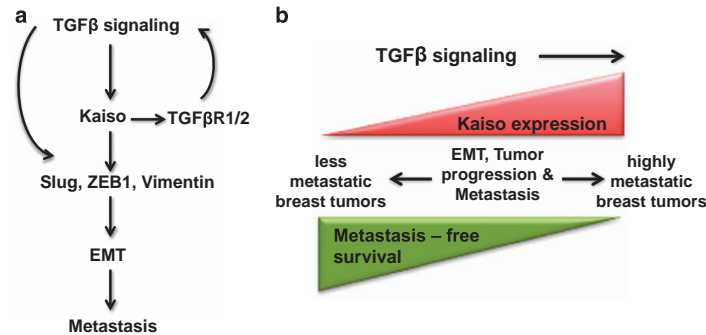 a
TGFβ signaling
Kaiso
TGFβR1/2
Slug, ZEB1, Vimentin
EMT
Metastasis
b
TGFβ signaling
Kaiso expression
less
metastatic
breast tumors
EMT, Tumor
progression &
Metastasis
highly
metastatic
breast tumors
Metastasis – free
survival